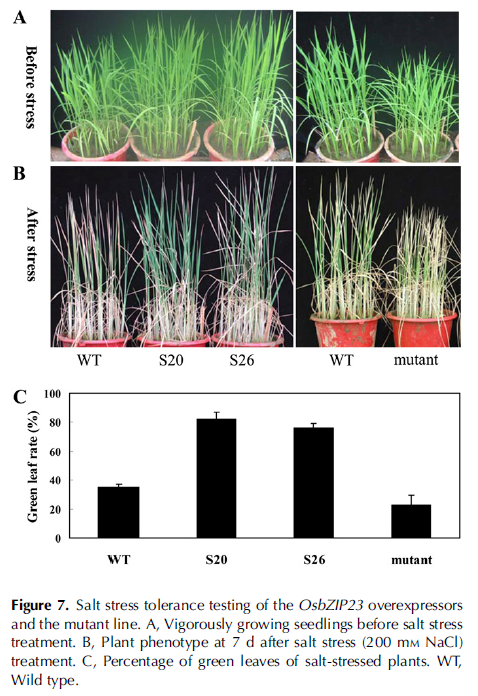 A
Before stress
B
After stress
WT S20 S26 WT mutant
C
Green leaf rate (%)
100
80
60
40
20
0
WT S20 S26 mutant
Figure 7. Salt stress tolerance testing of the OsbZIP23 overexpressors
and the mutant line. A, Vigorously growing seedlings before salt stress
treatment. B, Plant phenotype at 7 d after salt stress (200 mM NaCl)
treatment. C, Percentage of green leaves of salt-stressed plants. WT,
Wild type.